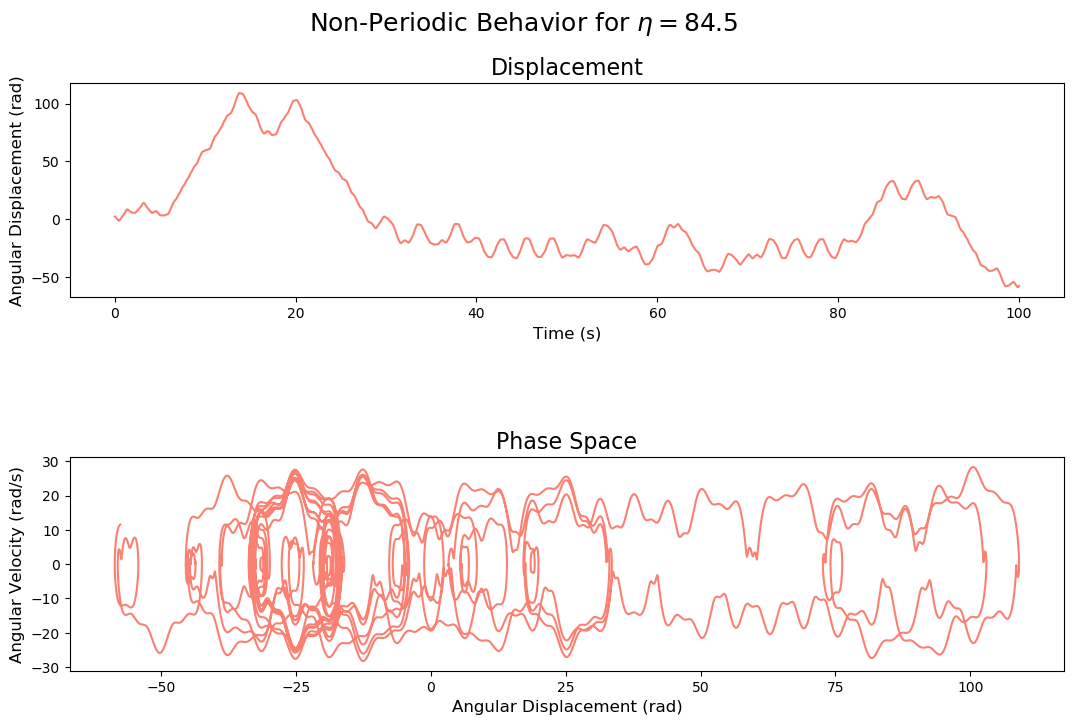 Non-Periodic Behavior for η = 84.5
Displacement
Angular Displacement (rad)
100
50
0
−50
0 20 40 60 80 100
Time (s)
Phase Space
Angular Velocity (rad/s)
30
20
10
0
−10
−20
−30
−50 −25 0 25 50 75 100
Angular Displacement (rad)